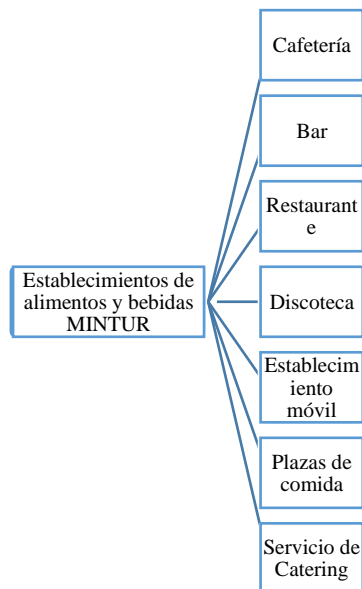 Cafetería
Bar
Restaurant
e
Establecimientos de
alimentos y bebidas
MINTUR
Discoteca
Establecim
iento
móvil
Plazas de
comida
Servicio de
Catering